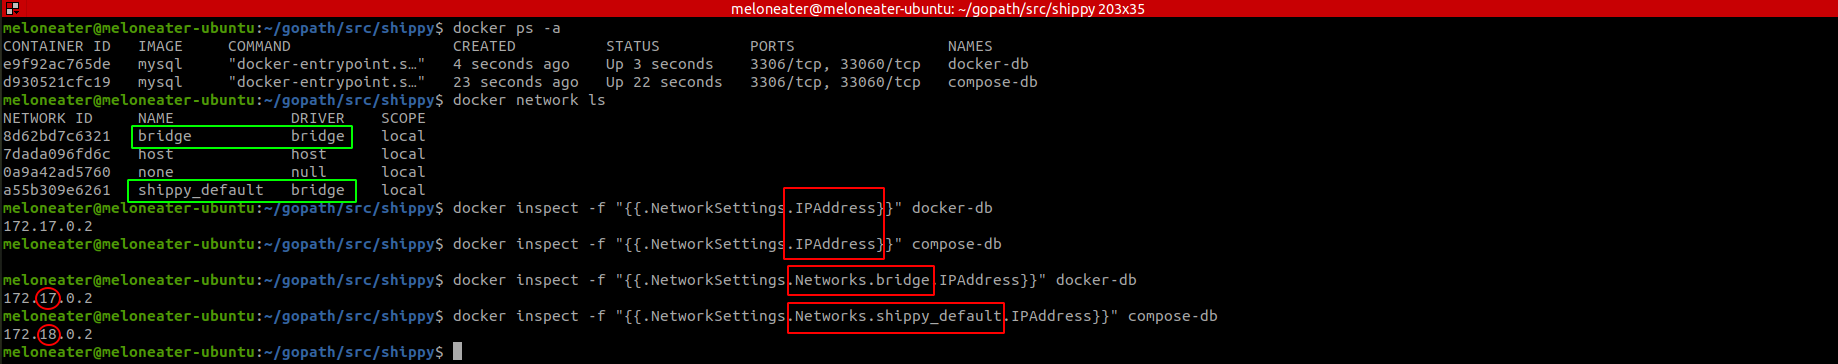 meloneater@meloneater-ubuntu: ~/gopath/src/shippy 203x35
meloneater@meloneater-ubuntu:~/gopath/src/shippy$ docker ps -a
CONTAINER ID   IMAGE     COMMAND                  CREATED          STATUS          PORTS                 NAMES
e9f92ac765de   mysql     "docker-entrypoint.s…"   4 seconds ago    Up 3 seconds    3306/tcp, 33060/tcp   docker-db
d930521cfc19   mysql     "docker-entrypoint.s…"   23 seconds ago   Up 22 seconds   3306/tcp, 33060/tcp   compose-db
meloneater@meloneater-ubuntu:~/gopath/src/shippy$ docker network ls
NETWORK ID     NAME             DRIVER    SCOPE
8d62bd7c6321   bridge           bridge    local
7dada096fd6c   host             host      local
0a9a42ad5760   none             null      local
a55b309e6261   shippy_default   bridge    local
meloneater@meloneater-ubuntu:~/gopath/src/shippy$ docker inspect -f "{{.NetworkSettings.IPAddress}}" docker-db
172.17.0.2
meloneater@meloneater-ubuntu:~/gopath/src/shippy$ docker inspect -f "{{.NetworkSettings.IPAddress}}" compose-db
meloneater@meloneater-ubuntu:~/gopath/src/shippy$ docker inspect -f "{{.NetworkSettings.Networks.bridge.IPAddress}}" docker-db
172.17.0.2
meloneater@meloneater-ubuntu:~/gopath/src/shippy$ docker inspect -f "{{.NetworkSettings.Networks.shippy_default.IPAddress}}" compose-db
172.18.0.2
meloneater@meloneater-ubuntu:~/gopath/src/shippy$